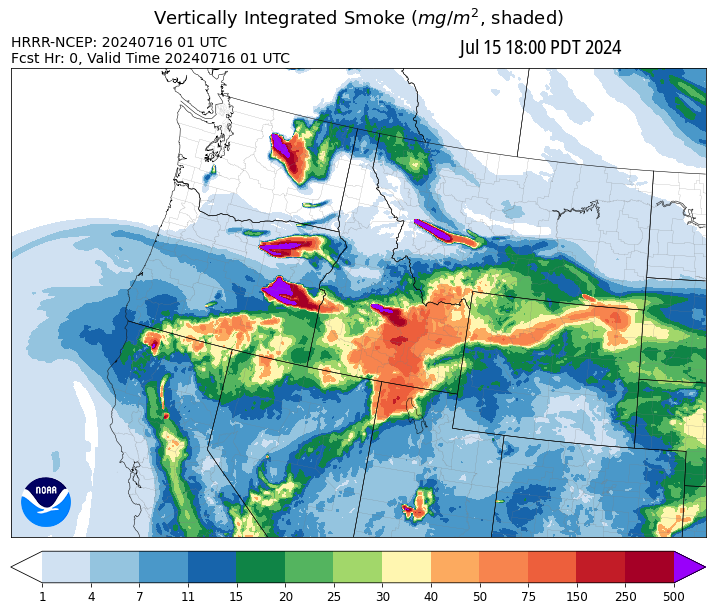 Vertically Integrated Smoke (mg/m², shaded)
HRRR-NCEP: 20240716 01 UTC
Jul 15 18:00 PDT 2024
Fcst Hr: 0, Valid Time 20240716 01 UTC
NOAA
1 4 7 11 15 20 25 30 40 50 75 150 250 500